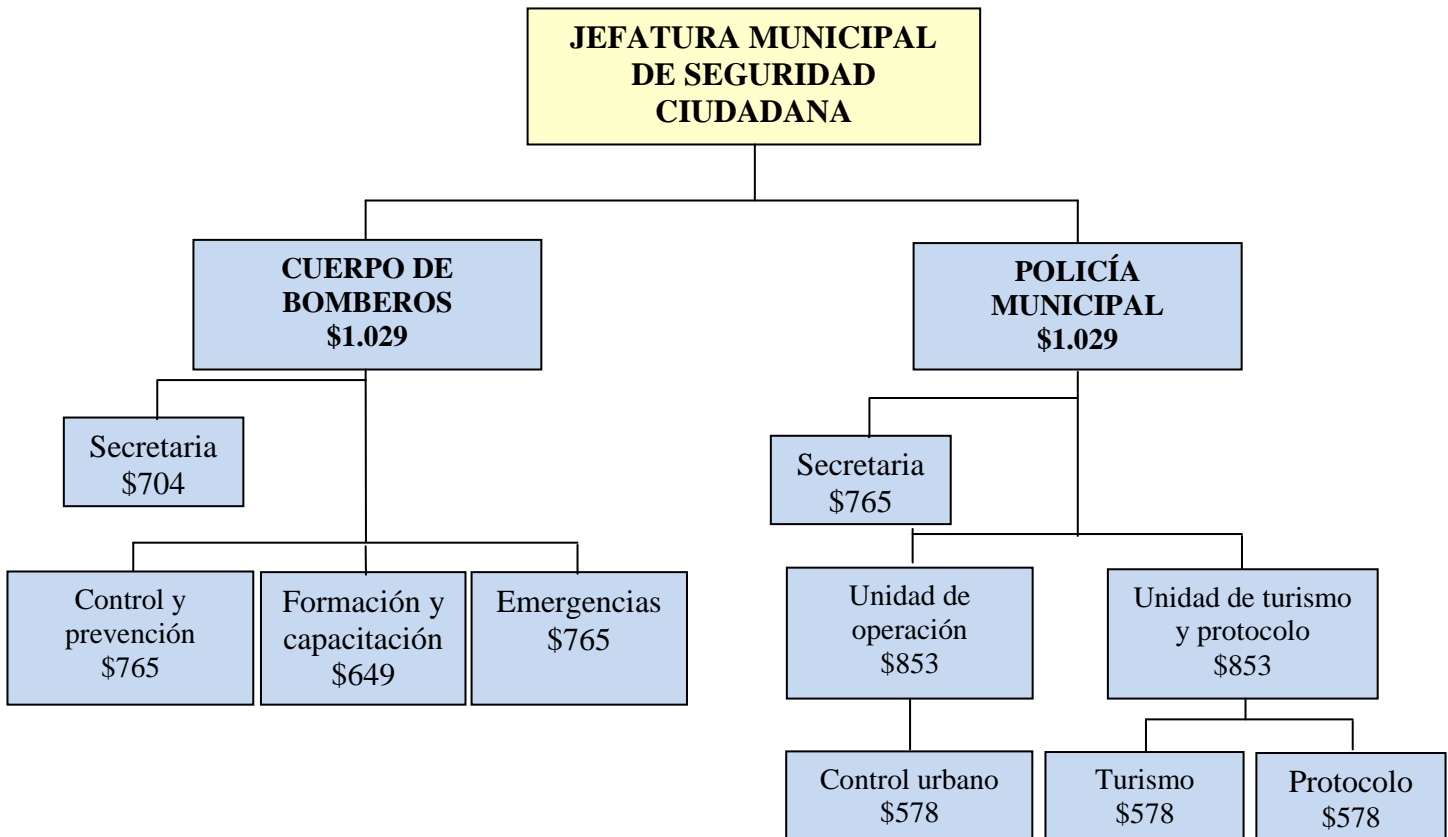 JEFATURA MUNICIPAL
DE SEGURIDAD
CIUDADANA
CUERPO DE
BOMBEROS
$1.029
POLICÍA
MUNICIPAL
$1.029
Secretaria
$704
Secretaria
$765
Control y
prevención
$765
Formación y
capacitación
$649
Emergencias
$765
Unidad de
operación
$853
Unidad de turismo
y protocolo
$853
Control urbano
$578
Turismo
$578
Protocolo
$578